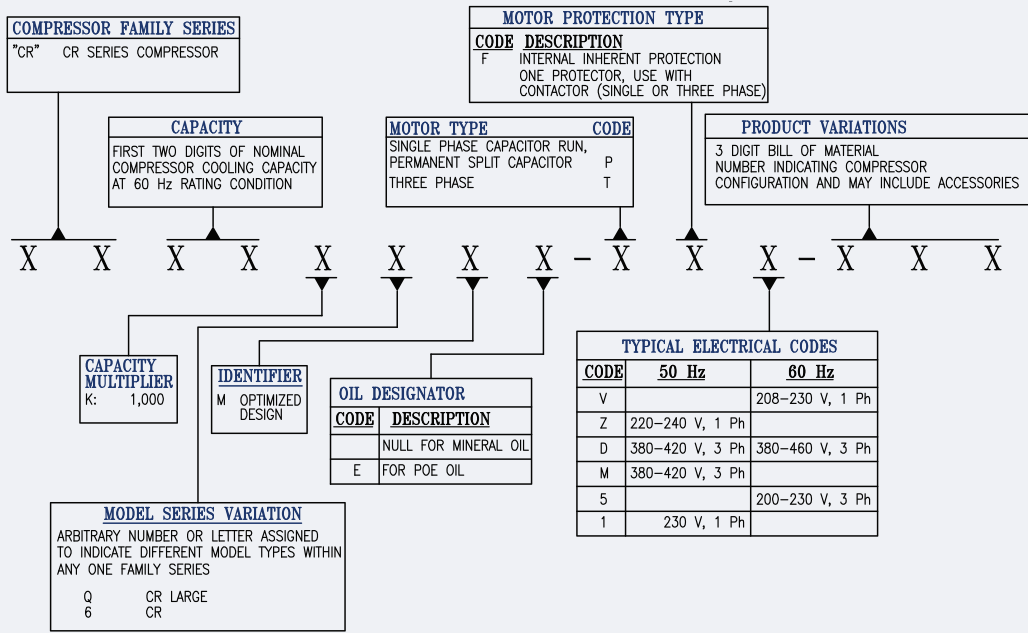 COMPRESSOR FAMILY SERIES
"CR" CR SERIES COMPRESSOR
MOTOR PROTECTION TYPE
CODE DESCRIPTION
F INTERNAL INHERENT PROTECTION
ONE PROTECTOR, USE WITH
CONTACTOR (SINGLE OR THREE PHASE)
CAPACITY
FIRST TWO DIGITS OF NOMINAL
COMPRESSOR COOLING CAPACITY
AT 60 Hz RATING CONDITION
MOTOR TYPE CODE
SINGLE PHASE CAPACITOR RUN,
PERMANENT SPLIT CAPACITOR P
THREE PHASE T
PRODUCT VARIATIONS
3 DIGIT BILL OF MATERIAL
NUMBER INDICATING COMPRESSOR
CONFIGURATION AND MAY INCLUDE ACCESSORIES
X X X X X X X X - X X X - X X X
CAPACITY
MULTIPLIER
K: 1,000
IDENTIFIER
M OPTIMIZED
DESIGN
OIL DESIGNATOR
CODE DESCRIPTION
NULL FOR MINERAL OIL
E FOR POE OIL
MODEL SERIES VARIATION
ARBITRARY NUMBER OR LETTER ASSIGNED
TO INDICATE DIFFERENT MODEL TYPES WITHIN
ANY ONE FAMILY SERIES
Q CR LARGE
6 CR
TYPICAL ELECTRICAL CODES
CODE 50 Hz 60 Hz
V 208-230 V, 1 Ph
Z 220-240 V, 1 Ph
D 380-420 V, 3 Ph 380-460 V, 3 Ph
M 380-420 V, 3 Ph
5 200-230 V, 3 Ph
1 230 V, 1 Ph